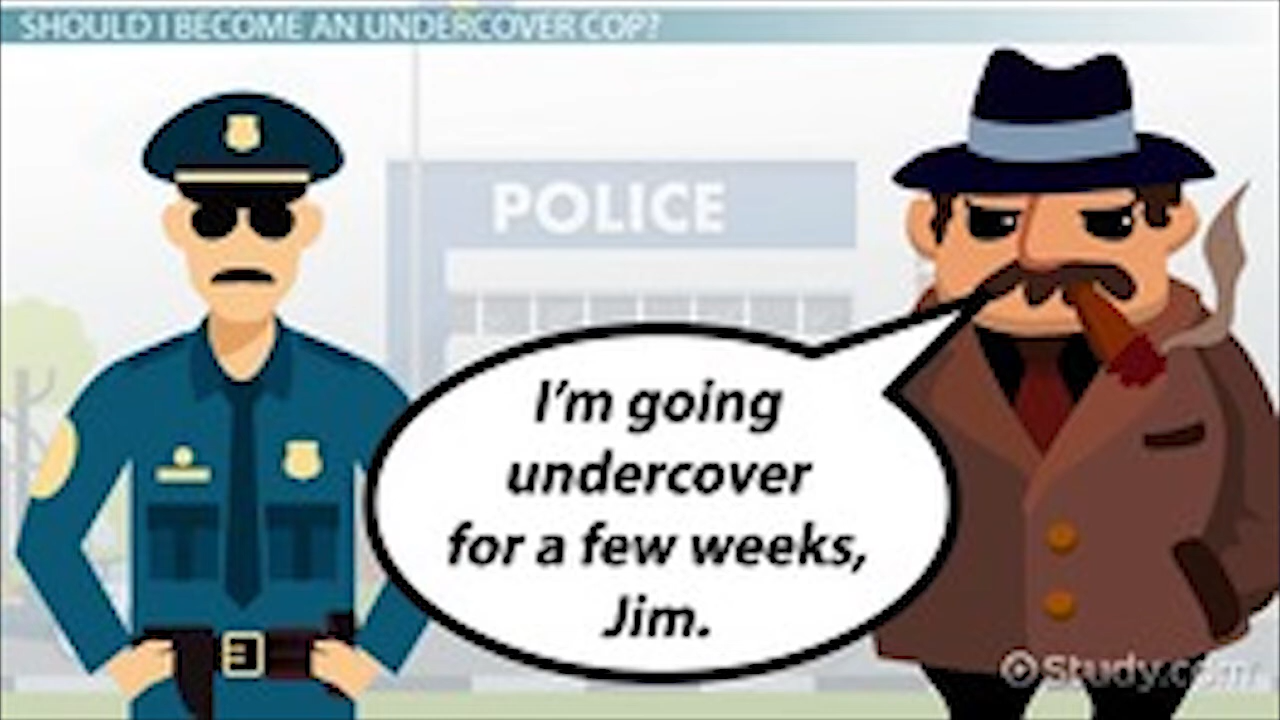 SHOULD I BECOME AN UNDERCOVER COP?
POLICE
I'm going
undercover
for a few weeks,
Jim.
Study.com